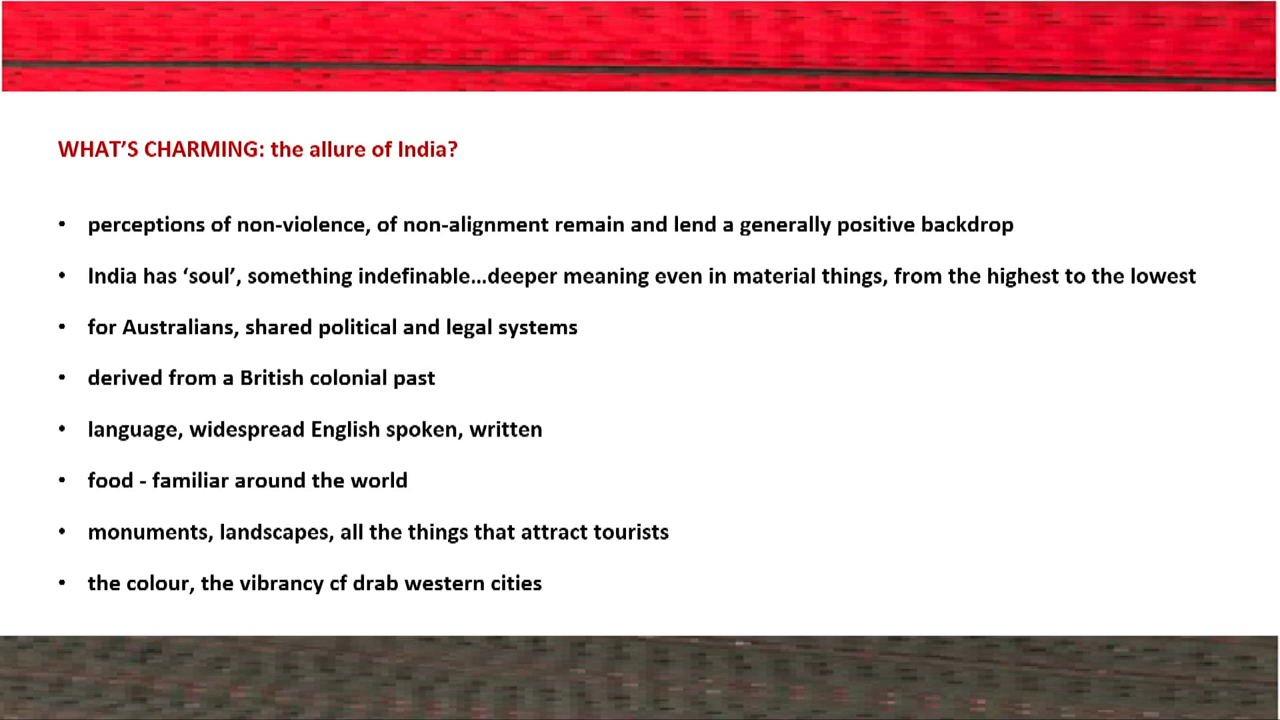 WHAT’S CHARMING: the allure of India?
• perceptions of non-violence, of non-alignment remain and lend a generally positive backdrop
• India has ‘soul’, something indefinable…deeper meaning even in material things, from the highest to the lowest
• for Australians, shared political and legal systems
• derived from a British colonial past
• language, widespread English spoken, written
• food - familiar around the world
• monuments, landscapes, all the things that attract tourists
• the colour, the vibrancy cf drab western cities